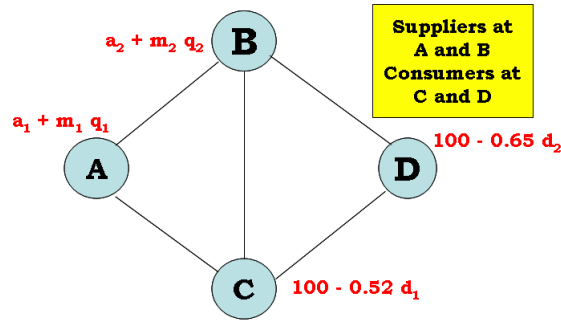 a₂ + m₂ q₂
B
Suppliers at
A and B
Consumers at
C and D
a₁ + m₁ q₁
A
100 - 0.65 d₂
D
C
100 - 0.52 d₁